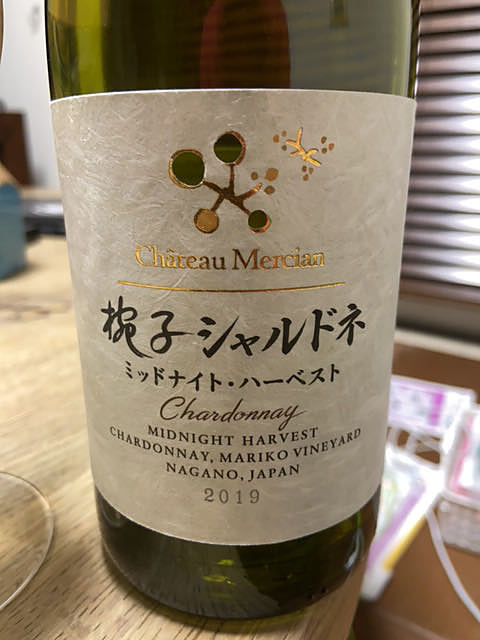 Château Mercian
椀子シャルドネ
ミッドナイト・ハーベスト
Chardonnay
MIDNIGHT HARVEST
CHARDONNAY, MARIKO VINEYARD
NAGANO, JAPAN
2019